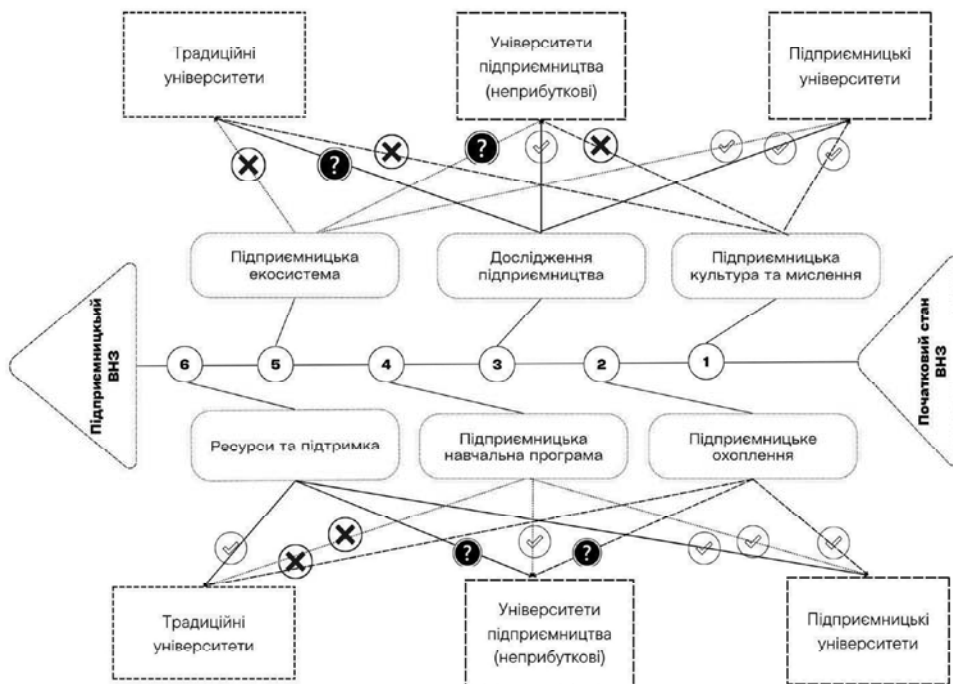 Традиційні
університети
Університети
підприємництва
(неприбуткові)
Підприємницькі
університети
?
?
Підприємницька
екосистема
Дослідження
підприємництва
Підприємницька
культура та мислення
Підприємницкьий
ВНЗ
6
5
4
3
2
1
Початковий стан
ВНЗ
Ресурси та підтримка
Підприємницька
навчальна програма
Підприємницьке
охоплення
?
?
Традиційні
університети
Університети
підприємництва
(неприбуткові)
Підприємницькі
університети